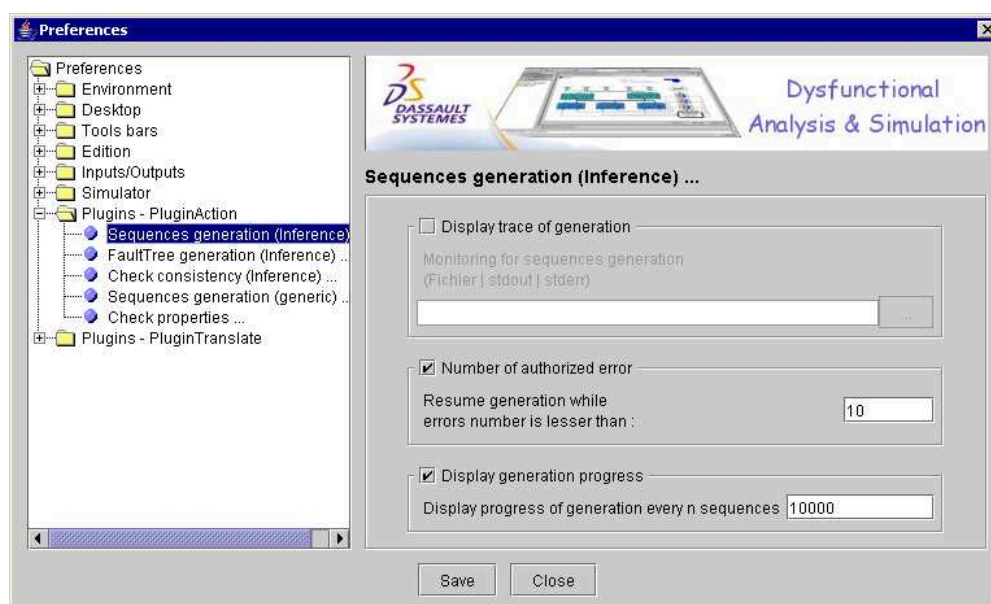 Preferences
Preferences
Environment
Desktop
Tools bars
Edition
Inputs/Outputs
Simulator
Plugins - PluginAction
Sequences generation (Inference)
FaultTree generation (Inference) ..
Check consistency (Inference) ...
Sequences generation (generic) ..
Check properties ...
Plugins - PluginTranslate
DASSAULT
SYSTEMES
Dysfunctional
Analysis & Simulation
Sequences generation (Inference) ...
Display trace of generation
Monitoring for sequences generation
(Fichier | stdout | stderr)
...
Number of authorized error
Resume generation while
errors number is lesser than :
10
Display generation progress
Display progress of generation every n sequences
10000
Save
Close